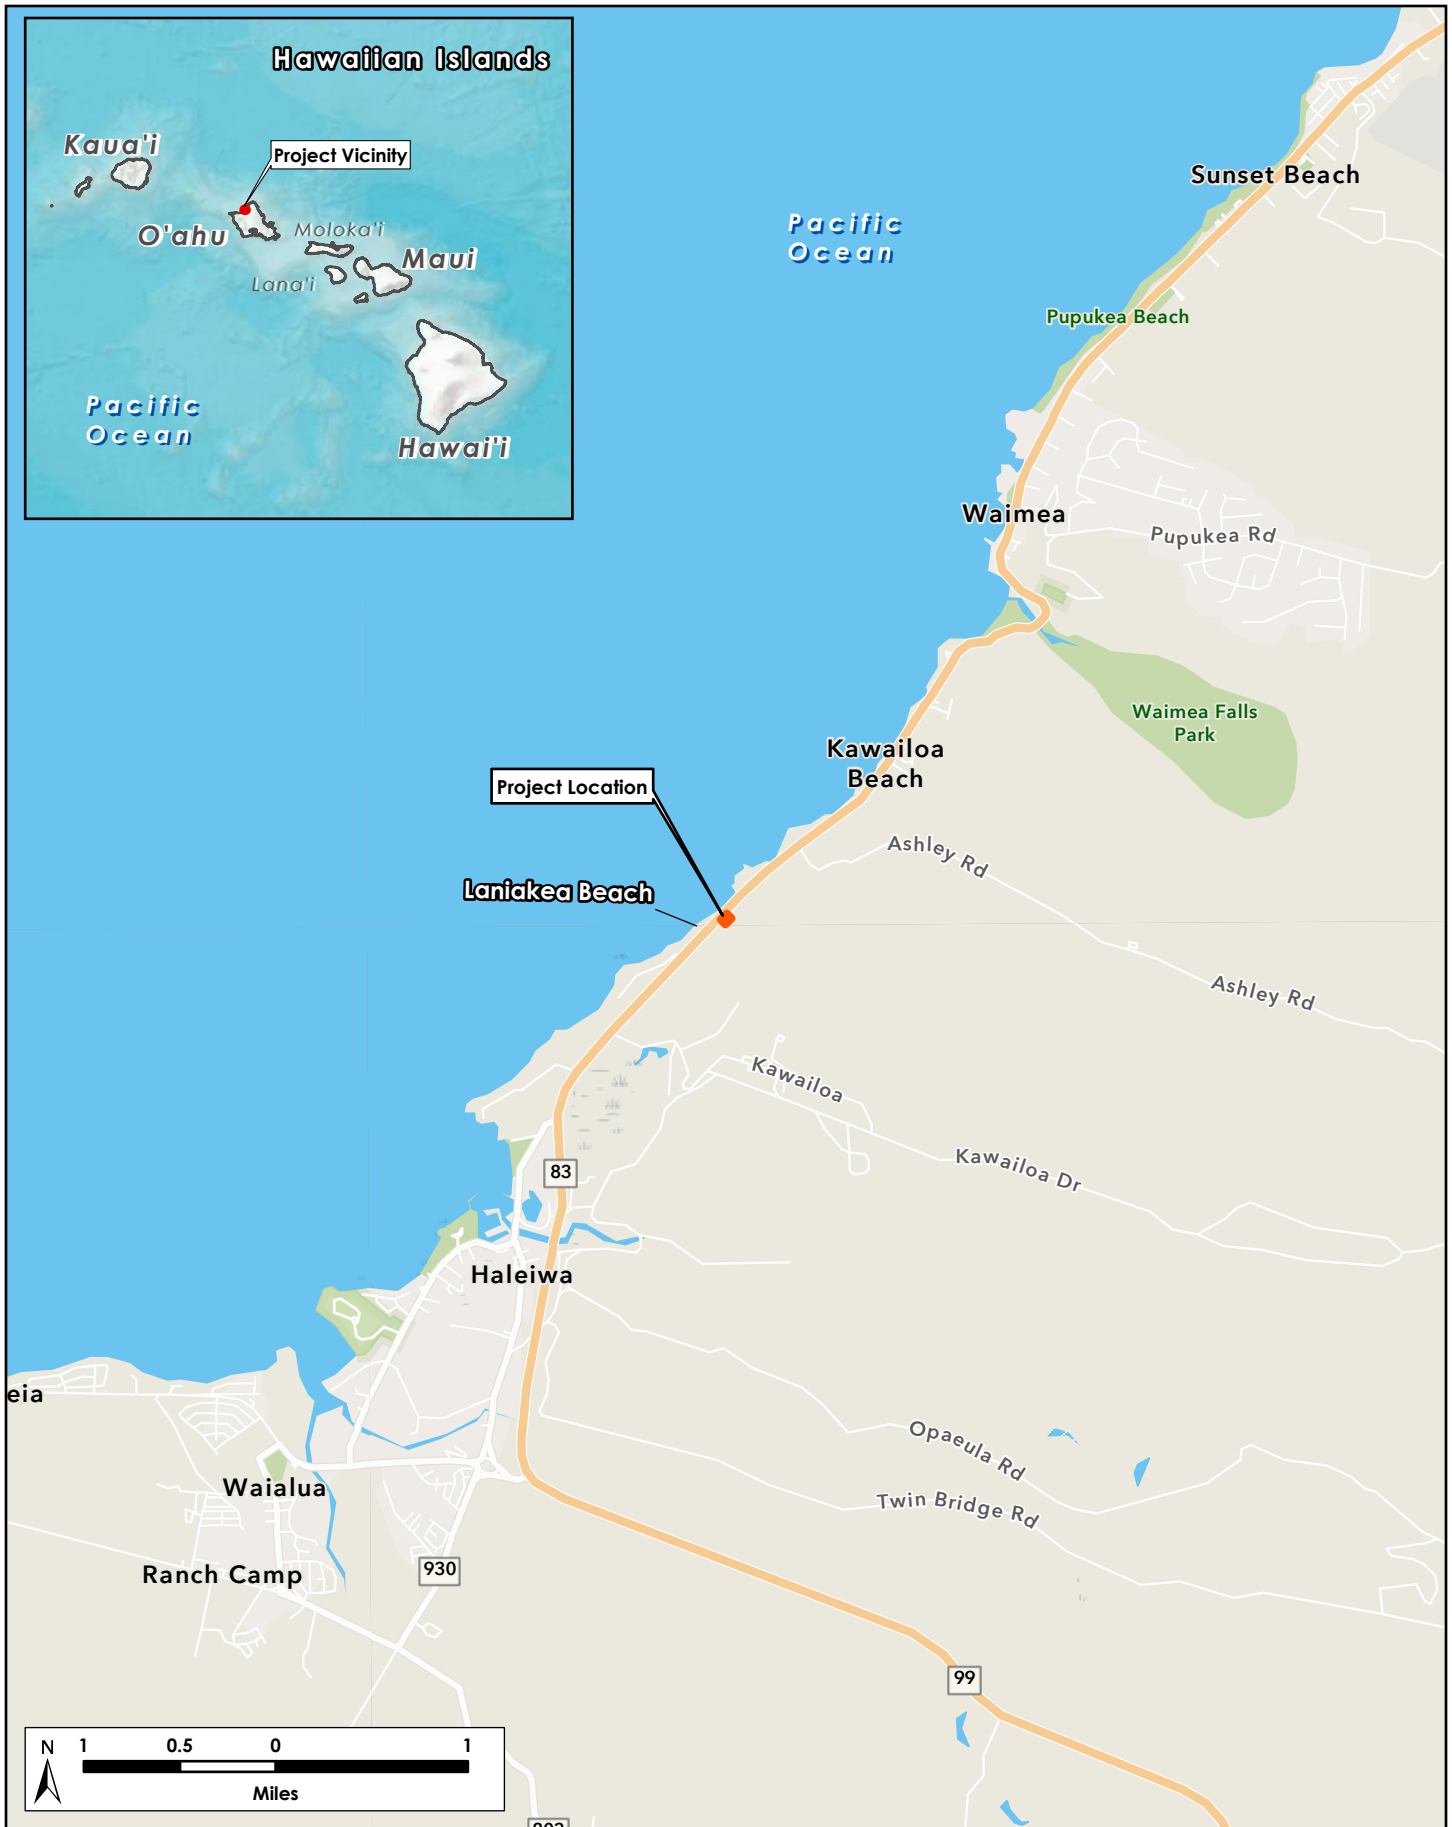 Hawaiian Islands
Kaua'i
Project Vicinity
O'ahu
Moloka'i
Maui
Lana'i
Pacific
Ocean
Hawai'i
Pacific
Ocean
Sunset Beach
Pupukea Beach
Waimea
Pupukea Rd
Waimea Falls
Park
Kawailoa
Beach
Project Location
Ashley Rd
Laniakea Beach
Ashley Rd
Kawailoa
Kawailoa Dr
83
Haleiwa
eia
Opaeula Rd
Waialua
Twin Bridge Rd
Ranch Camp
930
99
N
1 0.5 0 1
Miles